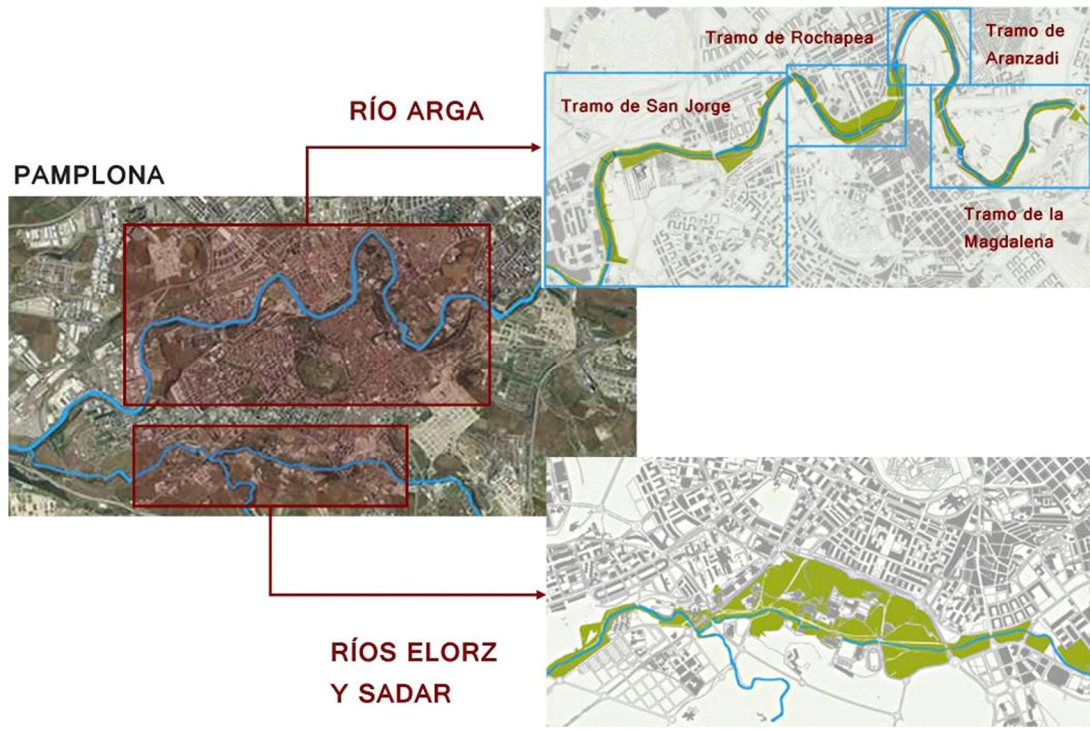 Tramo de Rochapea
Tramo de
Aranzadi
Tramo de San Jorge
RÍO ARGA
PAMPLONA
Tramo de la
Magdalena
RÍOS ELORZ
Y SADAR